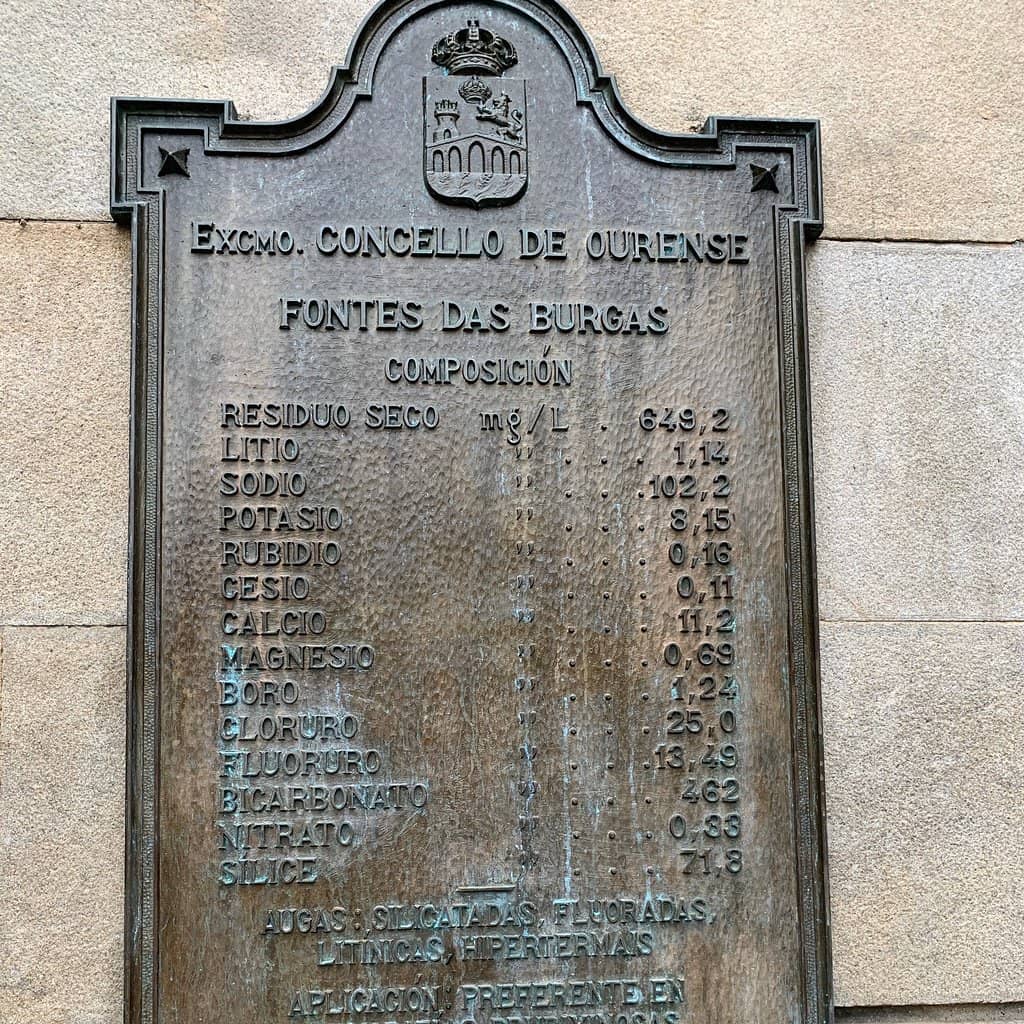 EXCMO. CONCELLO DE OURENSE
FONTES DAS BURGAS
COMPOSICIÓN
RESIDUO SECO mg/L . 649,2
LITIO " . . . 1,14
SODIO " . . . 102,2
POTASIO " . . . 8,15
RUBIDIO " . . . 0,16
CESIO " . . . 0,11
CALCIO " . . . 11,2
MAGNESIO " . . . 0,69
BORO " . . . 1,24
CLORURO " . . . 25,0
FLUORURO " . . . 13,49
BICARBONATO " . . . 462
NITRATO " . . . 0,33
SILICE " . . . 71,8
AUGAS: SILICATADAS, FLUORADAS,
LITINICAS, HIPERTERMAIS
APLICACIÓN: PREFERENTE EN